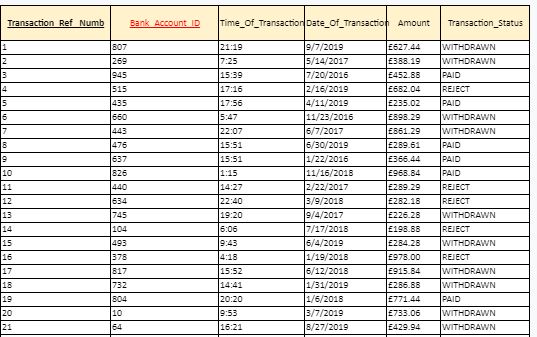 Transaction_Ref_Numb Bank_Account_ID Time_Of_Transaction Date_Of_Transaction Amount Transaction_Status
1 807 21:19 9/7/2019 £627.44 WITHDRAWN
2 269 7:25 5/14/2017 £388.19 WITHDRAWN
3 945 15:39 7/20/2016 £452.88 PAID
4 515 17:16 2/16/2019 £682.04 REJECT
5 435 17:56 4/11/2019 £235.02 PAID
6 660 5:47 11/23/2016 £898.29 WITHDRAWN
7 443 22:07 6/7/2017 £861.29 WITHDRAWN
8 476 15:51 6/30/2019 £289.61 PAID
9 637 15:51 1/22/2016 £366.44 PAID
10 826 1:15 11/16/2018 £968.84 PAID
11 440 14:27 2/22/2017 £289.29 REJECT
12 634 22:40 3/9/2018 £282.18 REJECT
13 745 19:20 9/4/2017 £226.28 WITHDRAWN
14 104 6:06 7/17/2018 £198.88 REJECT
15 493 9:43 6/4/2019 £284.28 WITHDRAWN
16 378 4:18 1/19/2018 £978.00 REJECT
17 817 15:52 6/12/2018 £915.84 WITHDRAWN
18 732 14:41 1/31/2019 £286.88 WITHDRAWN
19 804 20:20 1/6/2018 £771.44 PAID
20 10 9:53 3/7/2019 £733.06 WITHDRAWN
21 64 16:21 8/27/2019 £429.94 WITHDRAWN